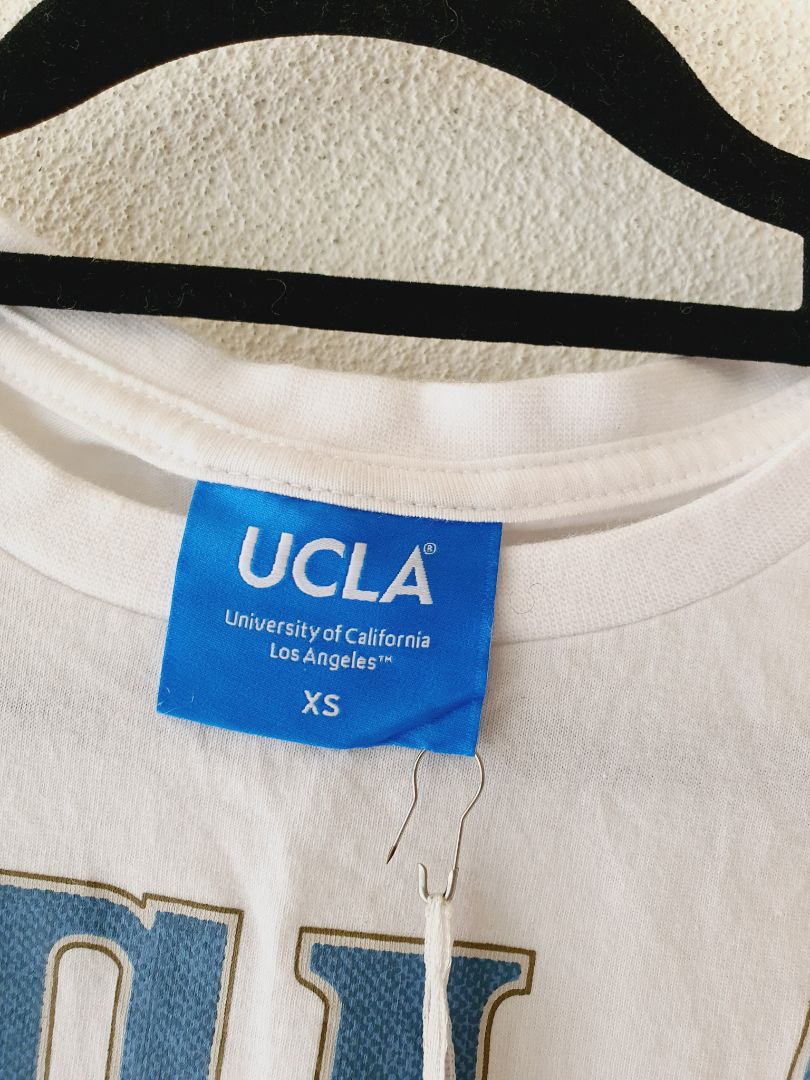 UCLA®
University of California
Los Angeles™
XS